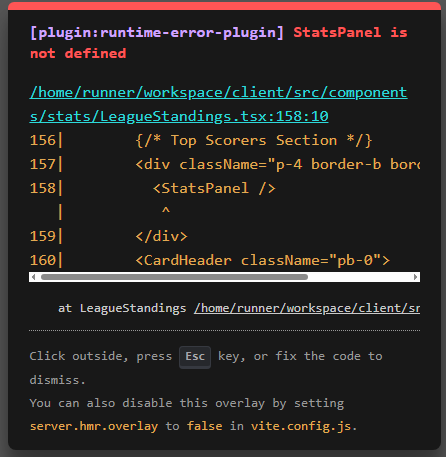 [plugin:runtime-error-plugin] StatsPanel is
not defined
/home/runner/workspace/client/src/component
s/stats/LeagueStandings.tsx:158:10
156|        {/* Top Scorers Section */}
157|        <div className="p-4 border-b bord
158|          <StatsPanel />
   |           ^
159|        </div>
160|        <CardHeader className="pb-0">
at LeagueStandings /home/runner/workspace/client/sr
Click outside, press Esc key, or fix the code to
dismiss.
You can also disable this overlay by setting
server.hmr.overlay to false in vite.config.js.